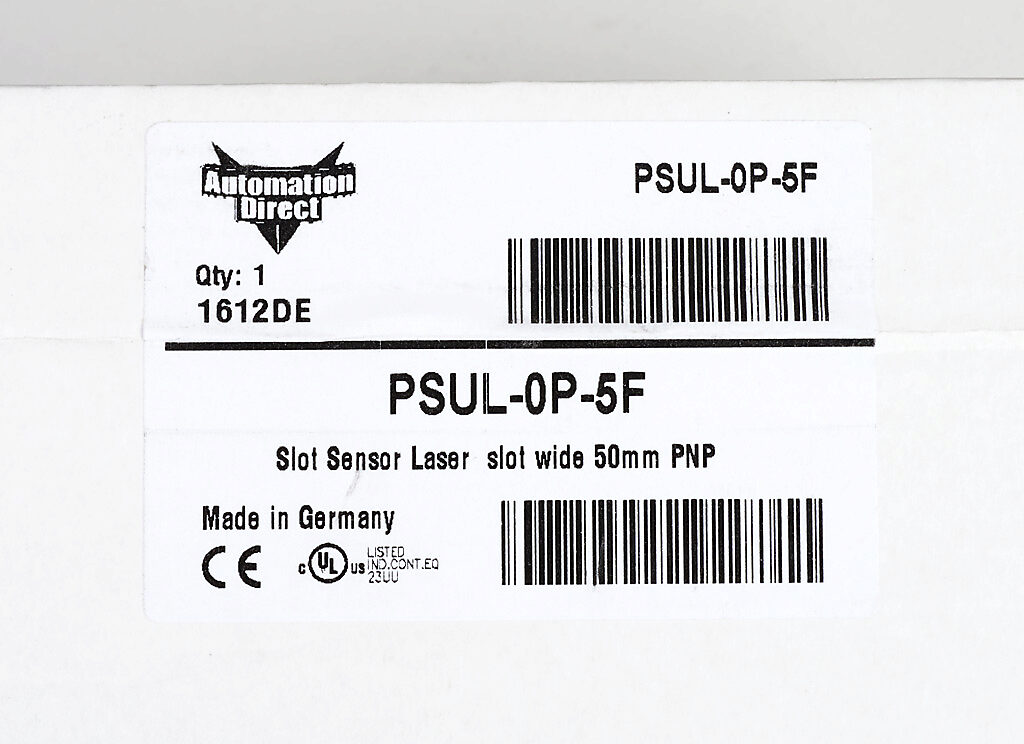 Automation
Direct
PSUL-0P-5F
Qty: 1
1612DE
PSUL-0P-5F
Slot Sensor Laser slot wide 50mm PNP
Made in Germany
CE
c UL us LISTED
IND.CONT.EQ
23UU